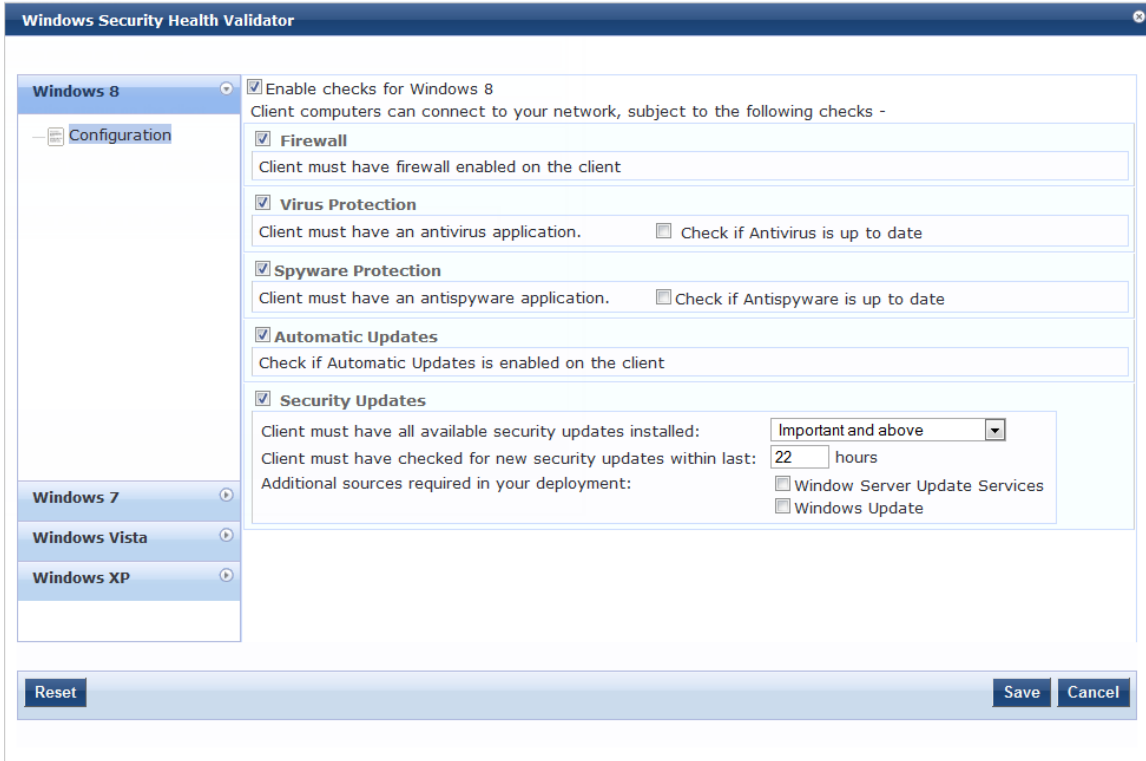 Windows Security Health Validator
Windows 8
Configuration
Windows 7
Windows Vista
Windows XP
Enable checks for Windows 8
Client computers can connect to your network, subject to the following checks -
Firewall
Client must have firewall enabled on the client
Virus Protection
Client must have an antivirus application. Check if Antivirus is up to date
Spyware Protection
Client must have an antispyware application. Check if Antispyware is up to date
Automatic Updates
Check if Automatic Updates is enabled on the client
Security Updates
Client must have all available security updates installed: Important and above
Client must have checked for new security updates within last: 22 hours
Additional sources required in your deployment: Window Server Update Services
Windows Update
Reset Save Cancel